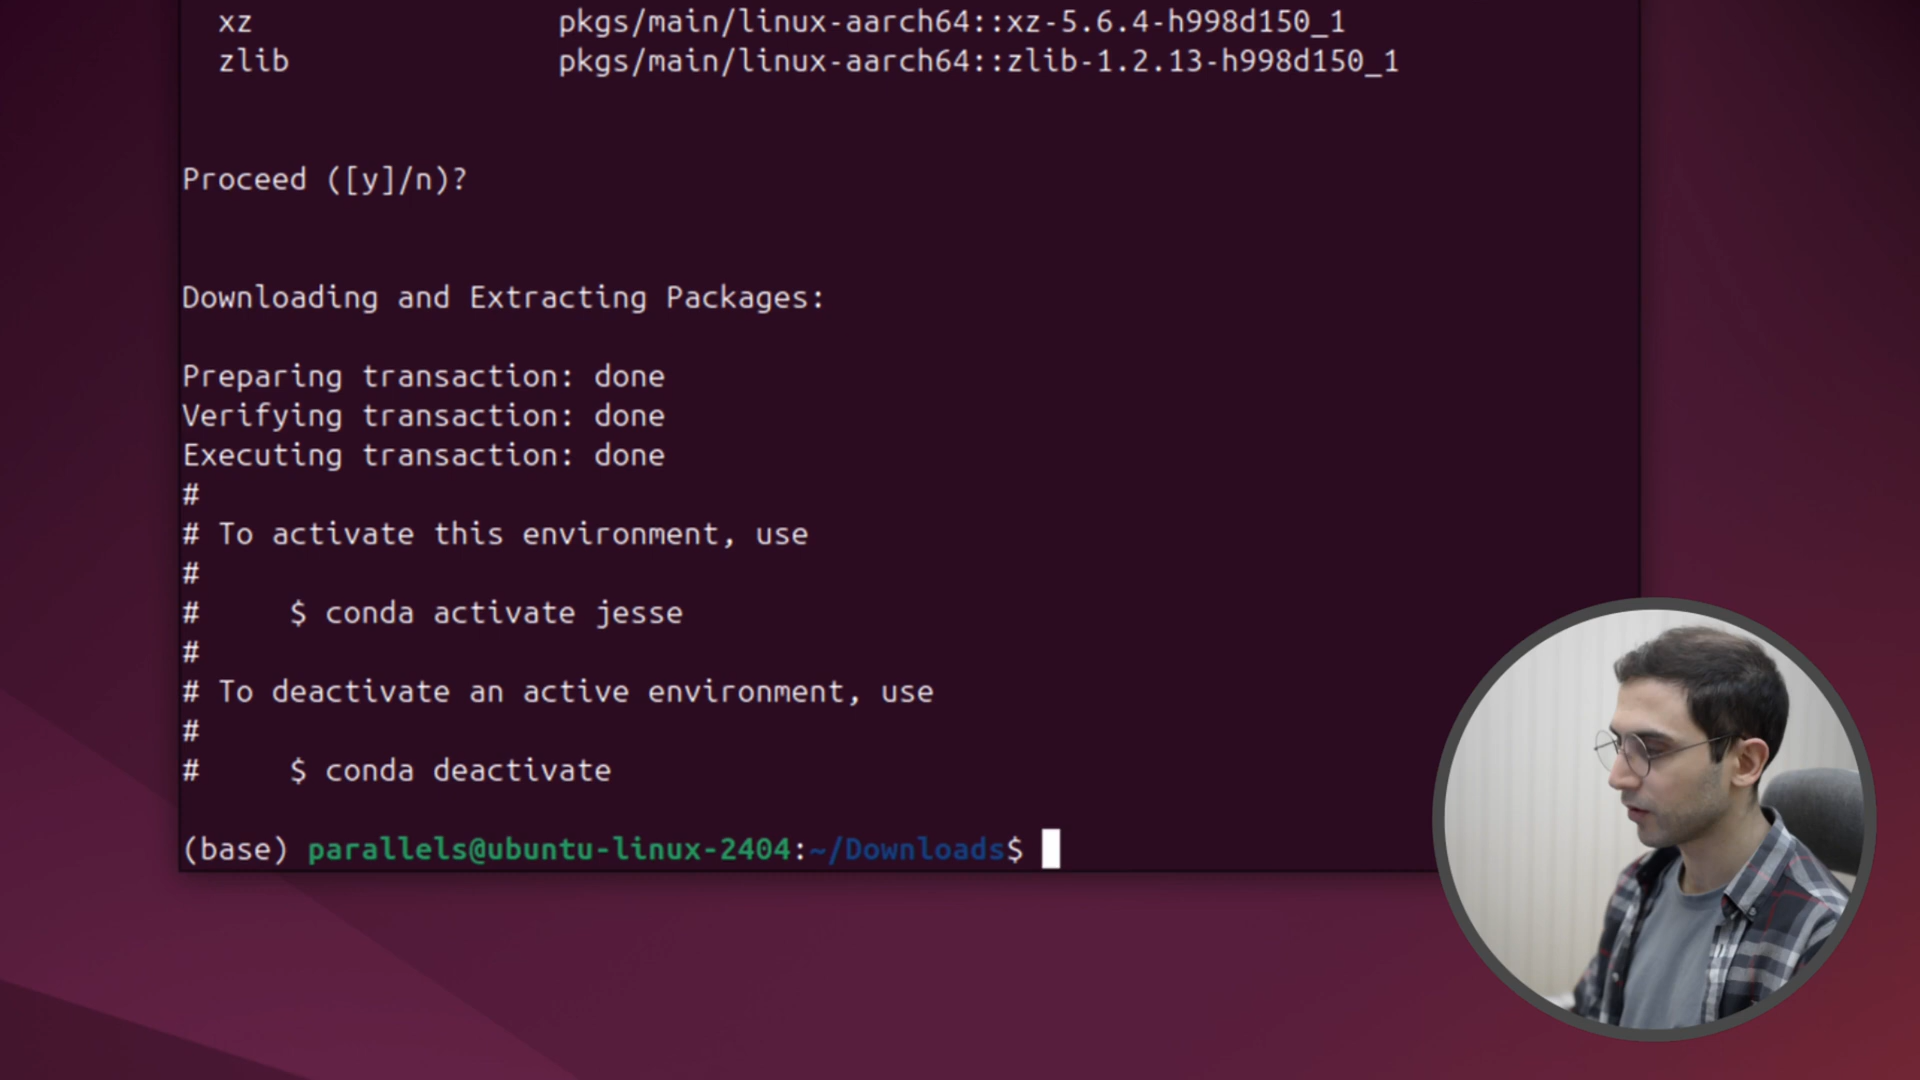 xz pkgs/main/linux-aarch64::xz-5.6.4-h998d150_1
zlib pkgs/main/linux-aarch64::zlib-1.2.13-h998d150_1
Proceed ([y]/n)?
Downloading and Extracting Packages:
Preparing transaction: done
Verifying transaction: done
Executing transaction: done
#
# To activate this environment, use
#
# $ conda activate jesse
#
# To deactivate an active environment, use
#
# $ conda deactivate
(base) parallels@ubuntu-linux-2404:~/Downloads$